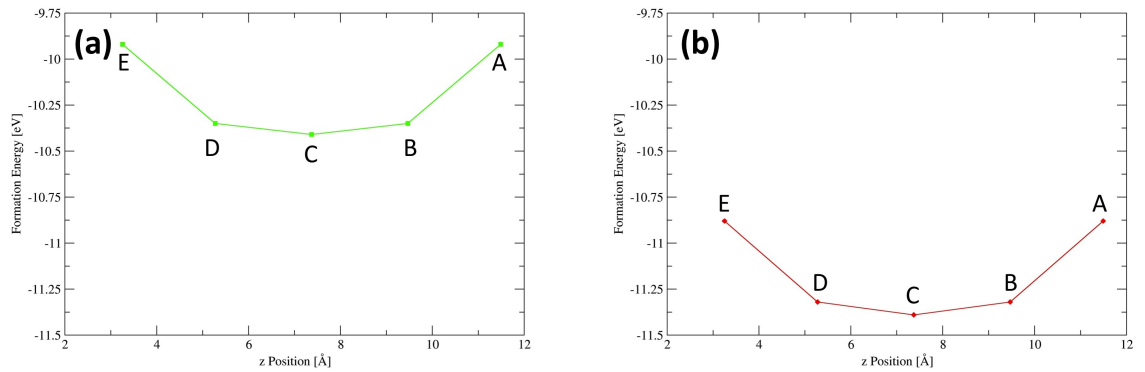 (a)
-9.75
-10
-10.25
-10.5
-10.75
-11
-11.25
-11.5
Formation Energy [eV]
E
D
C
B
A
2
4
6
8
10
12
z Position [Å]
(b)
-9.75
-10
-10.25
-10.5
-10.75
-11
-11.25
-11.5
Formation Energy [eV]
E
D
C
B
A
2
4
6
8
10
12
z Position [Å]